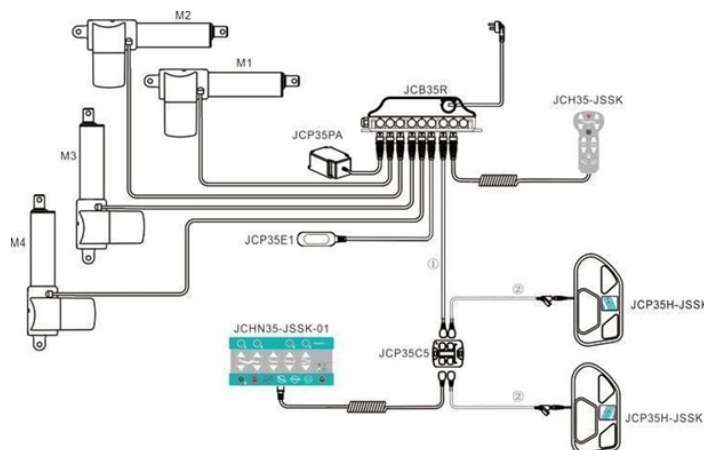 M2
M1
JCB35R
JCH35-JSSK
JCP35PA
M3
M4
JCP35E1
①
②
JCP35H-JSSK
JCHN35-JSSK-01
JCP35C5
②
JCP35H-JSSK